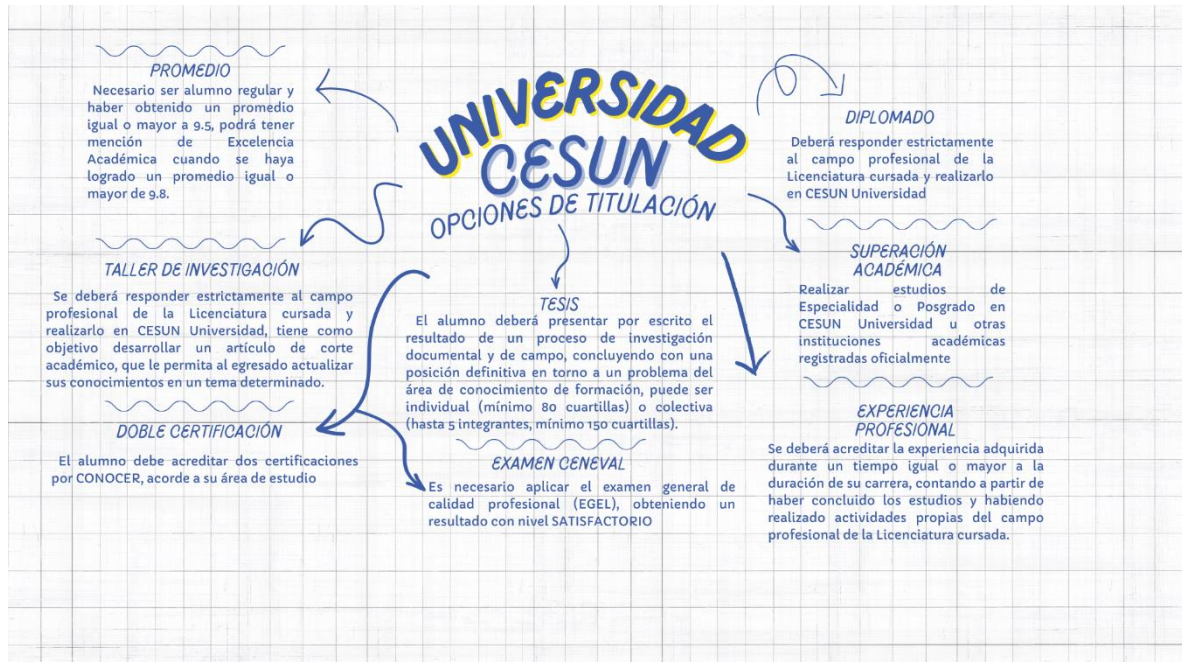 UNIVERSIDAD
CESUN
OPCIONES DE TITULACIÓN
PROMEDIO
Necesario ser alumno regular y
haber obtenido un promedio
igual o mayor a 9.5, podrá tener
mención de Excelencia
Académica cuando se haya
logrado un promedio igual o
mayor de 9.8.
TALLER DE INVESTIGACIÓN
Se deberá responder estrictamente al campo
profesional de la Licenciatura cursada y
realizarlo en CESUN Universidad, tiene como
objetivo desarrollar un artículo de corte
académico, que le permita al egresado actualizar
sus conocimientos en un tema determinado.
DOBLE CERTIFICACIÓN
El alumno debe acreditar dos certificaciones
por CONOCER, acorde a su área de estudio
TESIS
El alumno deberá presentar por escrito el
resultado de un proceso de investigación
documental y de campo, concluyendo con una
posición definitiva en torno a un problema del
área de conocimiento de formación, puede ser
individual (mínimo 80 cuartillas) o colectiva
(hasta 5 integrantes, mínimo 150 cuartillas).
EXAMEN CENEVAL
Es necesario aplicar el examen general de
calidad profesional (EGEL), obteniendo un
resultado con nivel SATISFACTORIO
DIPLOMADO
Deberá responder estrictamente
al campo profesional de la
Licenciatura cursada y realizarlo
en CESUN Universidad
SUPERACIÓN
ACADÉMICA
Realizar estudios de
Especialidad o Posgrado en
CESUN Universidad u otras
instituciones académicas
registradas oficialmente
EXPERIENCIA
PROFESIONAL
Se deberá acreditar la experiencia adquirida
durante un tiempo igual o mayor a la
duración de su carrera, contando a partir de
haber concluido los estudios y habiendo
realizado actividades propias del campo
profesional de la Licenciatura cursada.